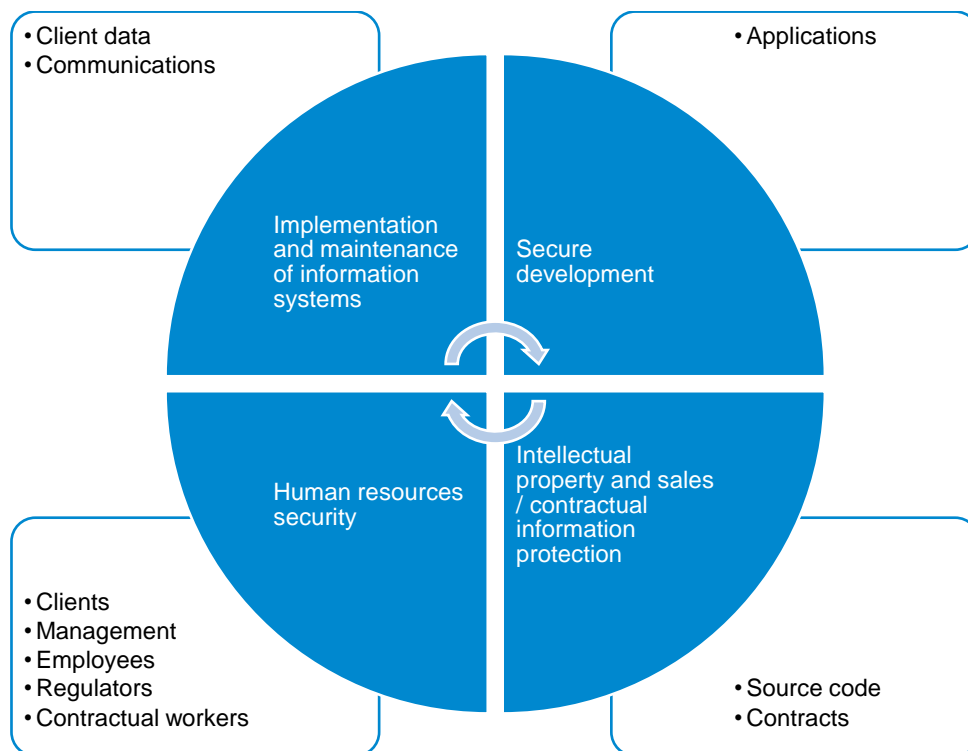 • Client data
• Communications
• Applications
Implementation
and maintenance
of information
systems
Secure
development
Human resources
security
Intellectual
property and sales
/ contractual
information
protection
• Clients
• Management
• Employees
• Regulators
• Contractual workers
• Source code
• Contracts